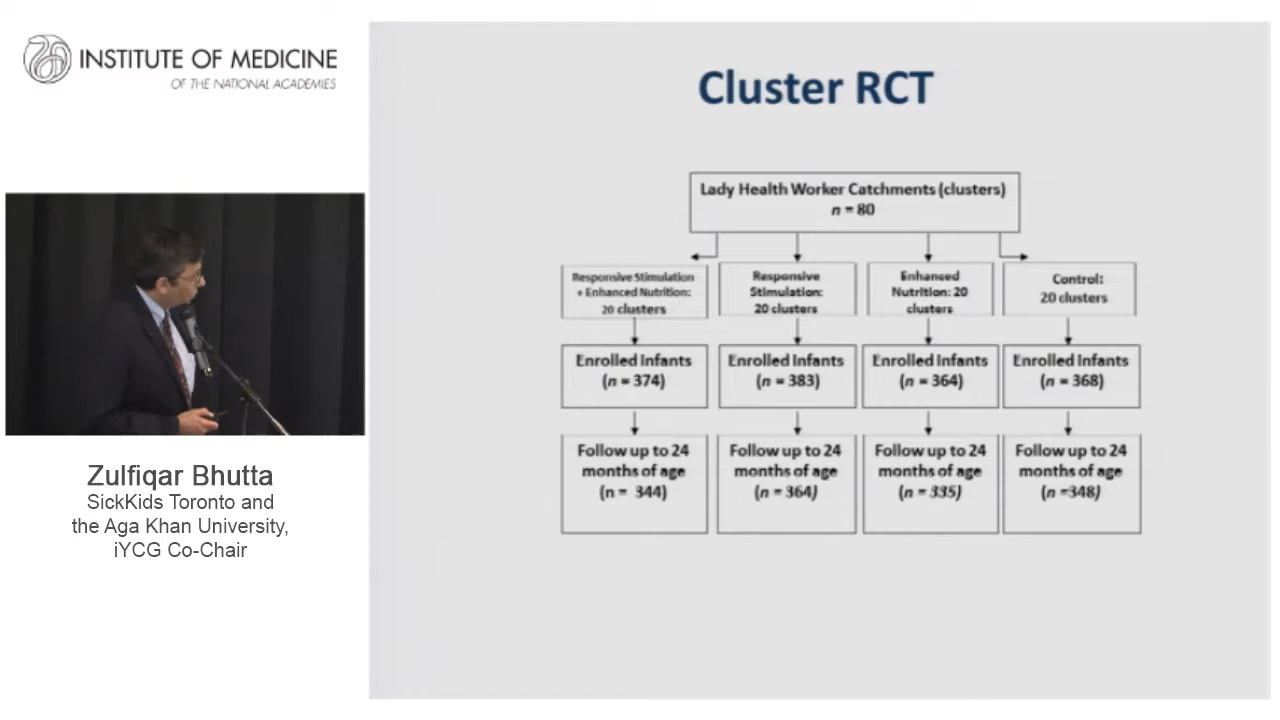 INSTITUTE OF MEDICINE
OF THE NATIONAL ACADEMIES
Zulfiqar Bhutta
SickKids Toronto and
the Aga Khan University,
iYCG Co-Chair
Cluster RCT
Lady Health Worker Catchments (clusters)
n = 80
Responsive Stimulation
+ Enhanced Nutrition:
20 clusters
Responsive
Stimulation:
20 clusters
Enhanced
Nutrition: 20
clusters
Control:
20 clusters
Enrolled Infants
(n = 374)
Enrolled Infants
(n = 383)
Enrolled Infants
(n = 364)
Enrolled Infants
(n = 368)
Follow up to 24
months of age
(n = 344)
Follow up to 24
months of age
(n = 364)
Follow up to 24
months of age
(n = 335)
Follow up to 24
months of age
(n =348)